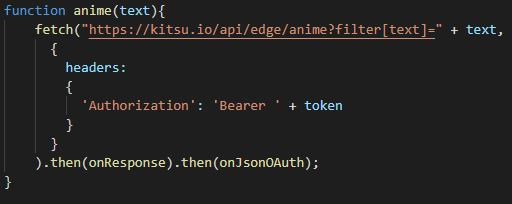 function anime(text){
    fetch("https://kitsu.io/api/edge/anime?filter[text]=" + text,
      {
        headers:
        {
          'Authorization': 'Bearer ' + token
        }
      }
    ).then(onResponse).then(onJsonOAuth);
}